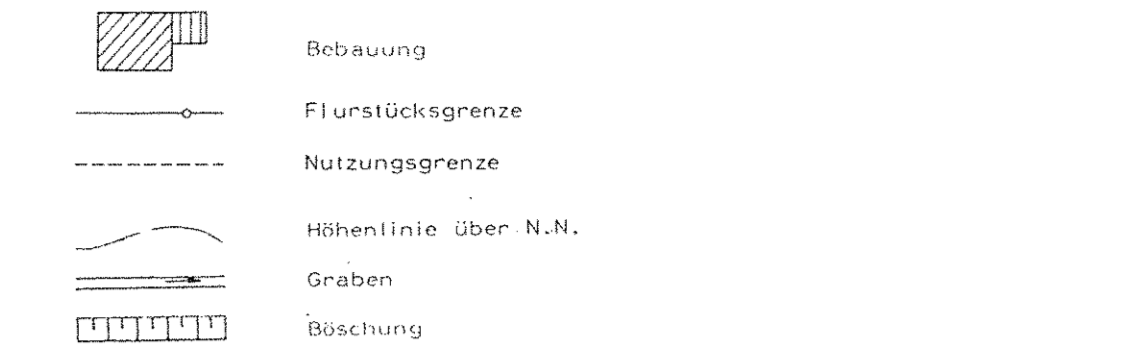 Bebauung
Flurstücksgrenze
Nutzungsgrenze
Höhenlinie über N.N.
Graben
Böschung